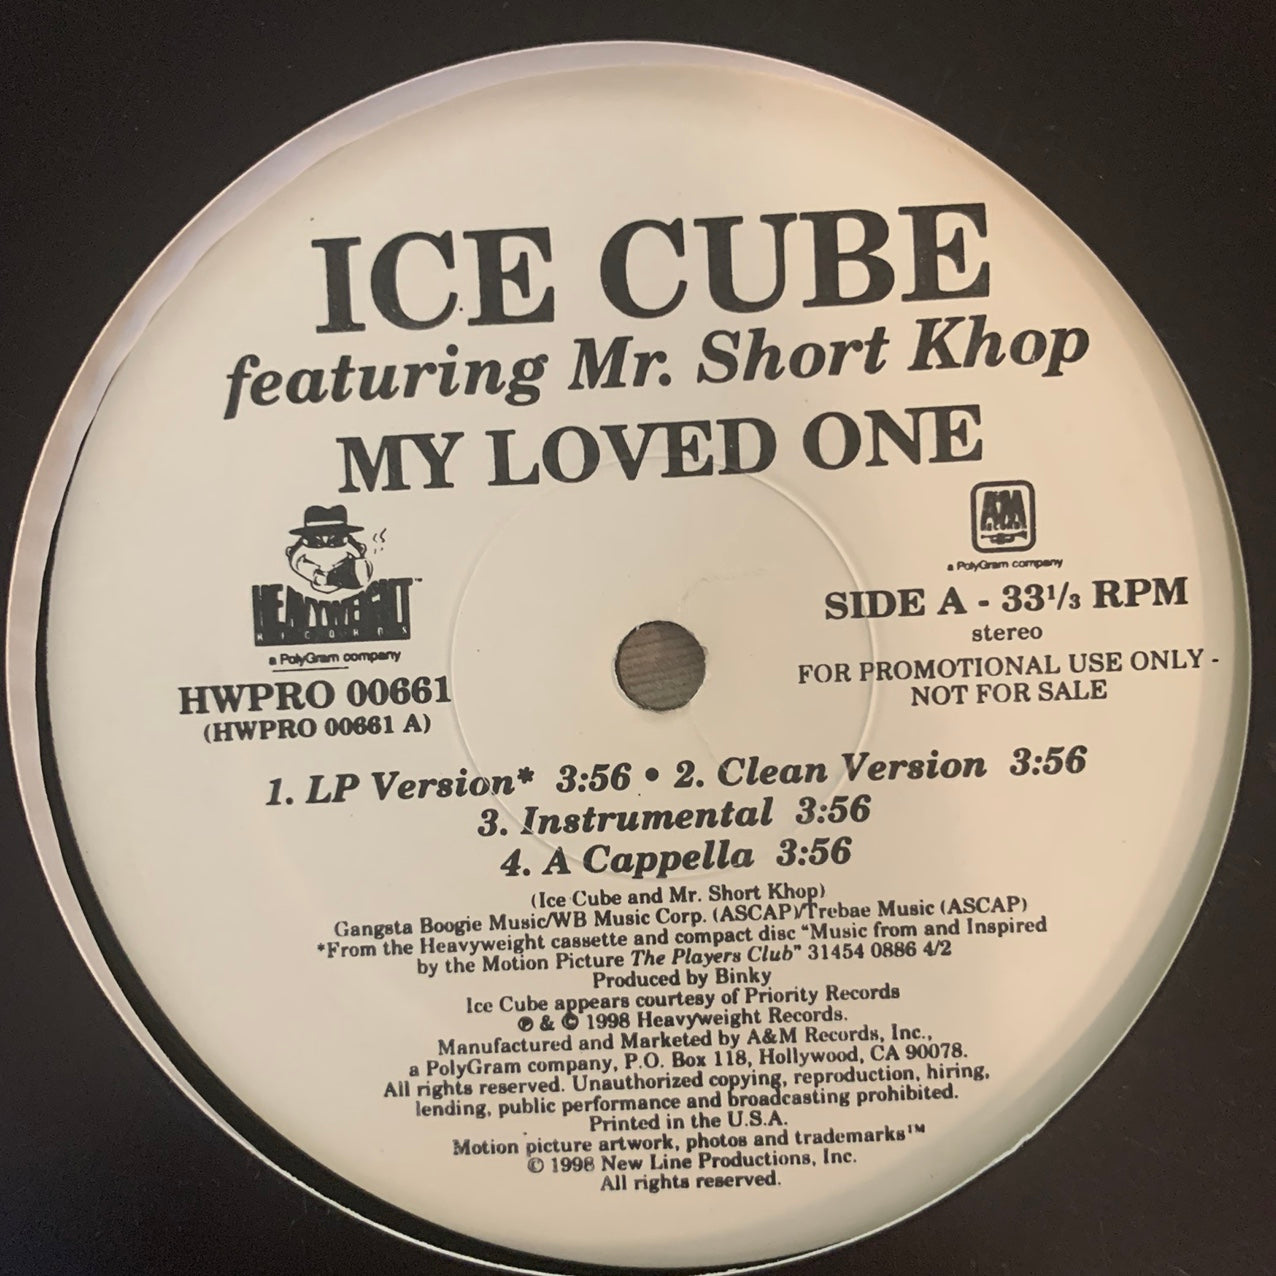 ICE CUBE
featuring Mr. Short Khop
MY LOVED ONE
HEAVYWEIGHT™
RECORDS
a PolyGram company
HWPRO 00661
(HWPRO 00661 A)
A&M
RECORDS
a PolyGram company
SIDE A - 33¹/₃ RPM
stereo
FOR PROMOTIONAL USE ONLY -
NOT FOR SALE
1. LP Version* 3:56 • 2. Clean Version 3:56
3. Instrumental 3:56
4. A Cappella 3:56
(Ice Cube and Mr. Short Khop)
Gangsta Boogie Music/WB Music Corp. (ASCAP)/Trebae Music (ASCAP)
*From the Heavyweight cassette and compact disc "Music from and Inspired
by the Motion Picture The Players Club" 31454 0886 4/2
Produced by Binky
Ice Cube appears courtesy of Priority Records
℗ & © 1998 Heavyweight Records.
Manufactured and Marketed by A&M Records, Inc.,
a PolyGram company, P.O. Box 118, Hollywood, CA 90078.
All rights reserved. Unauthorized copying, reproduction, hiring,
lending, public performance and broadcasting prohibited.
Printed in the U.S.A.
Motion picture artwork, photos and trademarks™
© 1998 New Line Productions, Inc.
All rights reserved.